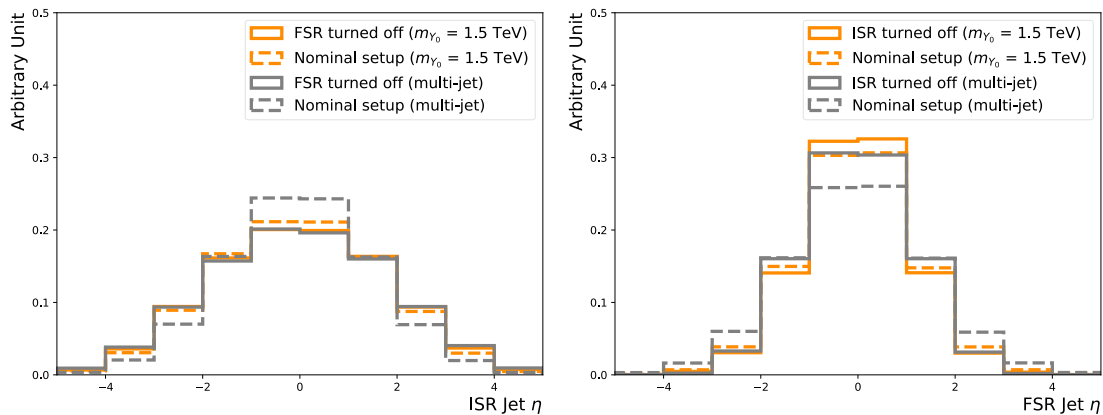 0.5
0.4
0.3
0.2
0.1
0.0
Arbitrary Unit
FSR turned off (m_{Y_0} = 1.5 TeV)
Nominal setup (m_{Y_0} = 1.5 TeV)
FSR turned off (multi-jet)
Nominal setup (multi-jet)
−4 −2 0 2 4
ISR Jet η
0.5
0.4
0.3
0.2
0.1
0.0
Arbitrary Unit
ISR turned off (m_{Y_0} = 1.5 TeV)
Nominal setup (m_{Y_0} = 1.5 TeV)
ISR turned off (multi-jet)
Nominal setup (multi-jet)
−4 −2 0 2 4
FSR Jet η